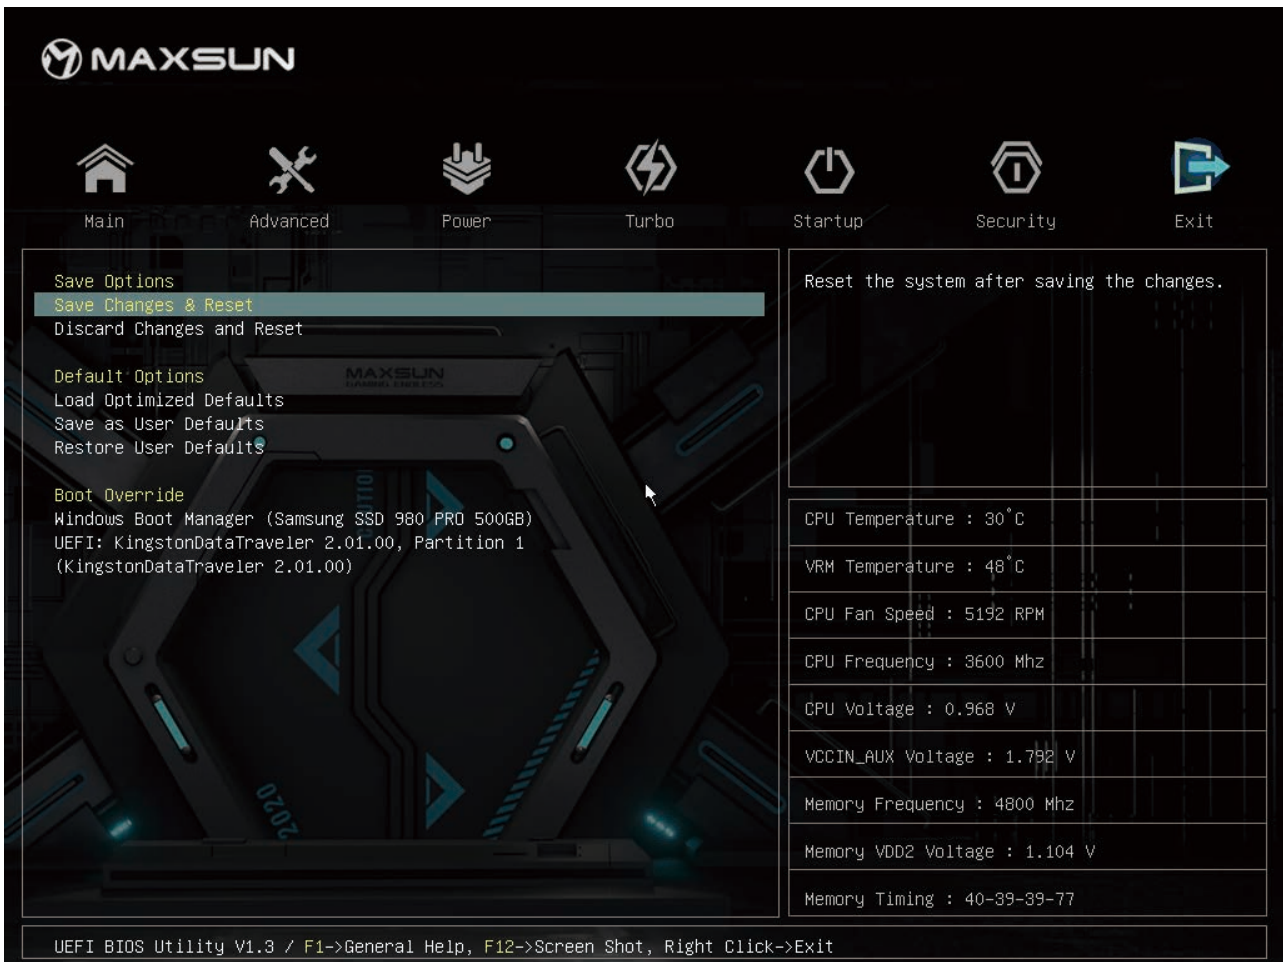 MAXSUN
Main Advanced Power Turbo Startup Security Exit
Save Options
Save Changes & Reset
Discard Changes and Reset
Default Options
Load Optimized Defaults
Save as User Defaults
Restore User Defaults
Boot Override
Windows Boot Manager (Samsung SSD 980 PRO 500GB)
UEFI: KingstonDataTraveler 2.01.00, Partition 1
(KingstonDataTraveler 2.01.00)
MAXSUN
GAMING ENDLESS
CUTION
2020
Reset the system after saving the changes.
CPU Temperature : 30°C
VRM Temperature : 48°C
CPU Fan Speed : 5192 RPM
CPU Frequency : 3600 Mhz
CPU Voltage : 0.968 V
VCCIN_AUX Voltage : 1.792 V
Memory Frequency : 4800 Mhz
Memory VDD2 Voltage : 1.104 V
Memory Timing : 40-39-39-77
UEFI BIOS Utility V1.3 / F1->General Help, F12->Screen Shot, Right Click->Exit